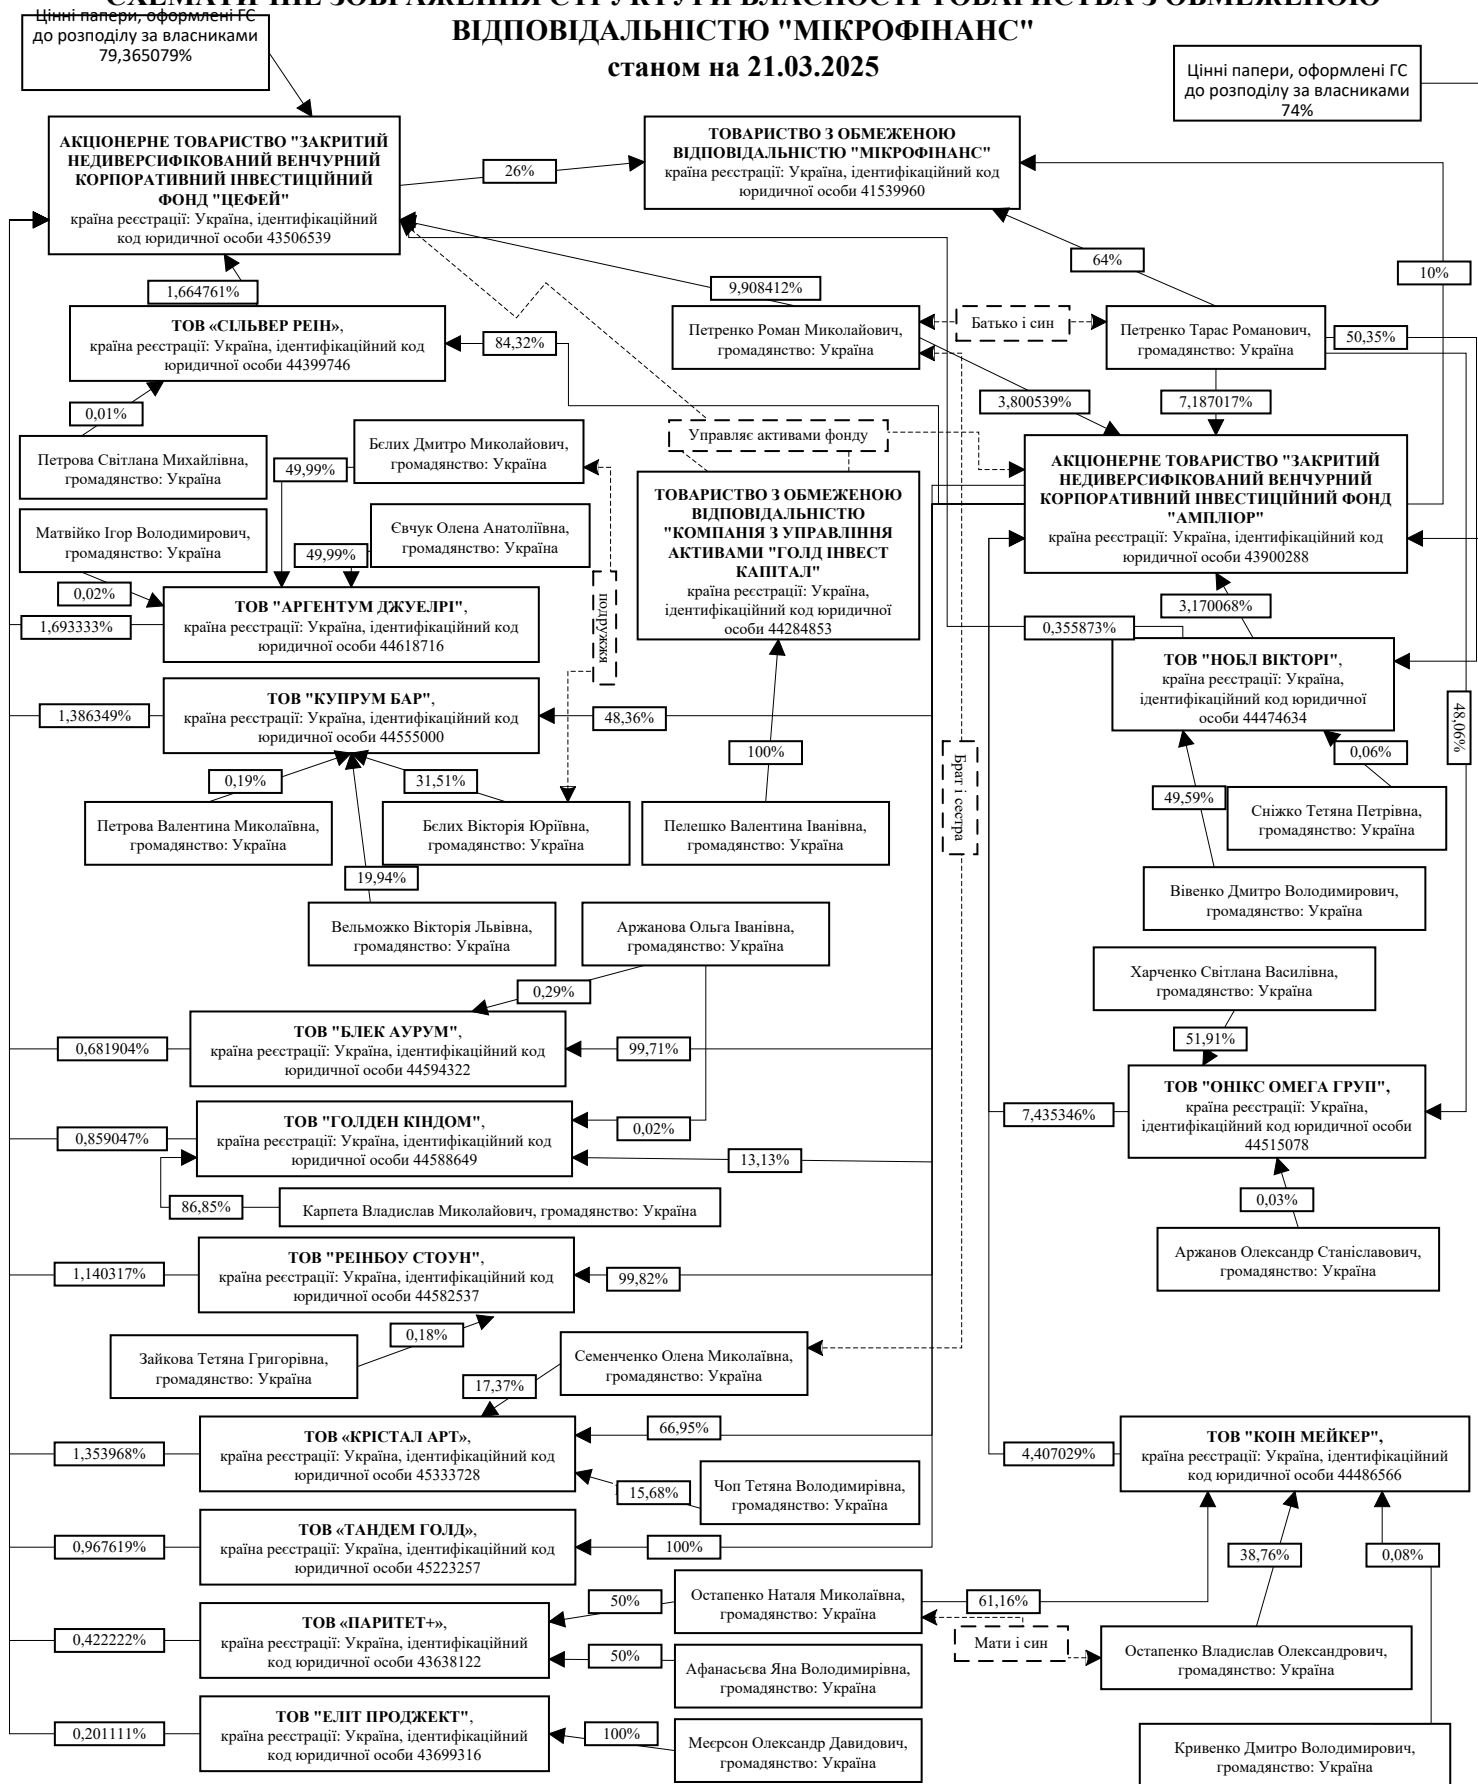 СХЕМАТИЧНЕ ЗОБРАЖЕННЯ СТРУКТУРИ ВЛАСНОСТІ ТОВАРИСТВА З ОБМЕЖЕНОЮ
ВІДПОВІДАЛЬНІСТЮ "МІКРОФІНАНС"
станом на 21.03.2025
Цінні папери, оформлені ГС
до розподілу за власниками
79,365079%
Цінні папери, оформлені ГС
до розподілу за власниками
74%
АКЦІОНЕРНЕ ТОВАРИСТВО "ЗАКРИТИЙ
НЕДИВЕРСИФІКОВАНИЙ ВЕНЧУРНИЙ
КОРПОРАТИВНИЙ ІНВЕСТИЦІЙНИЙ
ФОНД "ЦЕФЕЙ"
країна реєстрації: Україна, ідентифікаційний
код юридичної особи 43506539
26%
ТОВАРИСТВО З ОБМЕЖЕНОЮ
ВІДПОВІДАЛЬНІСТЮ "МІКРОФІНАНС"
країна реєстрації: Україна, ідентифікаційний код
юридичної особи 41539960
64%
10%
1,664761%
9,908412%
ТОВ «СІЛЬВЕР РЕІН»,
країна реєстрації: Україна, ідентифікаційний код
юридичної особи 44399746
84,32%
Петренко Роман Миколайович,
громадянство: Україна
Батько і син
Петренко Тарас Романович,
громадянство: Україна
50,35%
0,01%
3,800539%
7,187017%
Петрова Світлана Михайлівна,
громадянство: Україна
49,99%
Бєлих Дмитро Миколайович,
громадянство: Україна
Управляє активами фонду
АКЦІОНЕРНЕ ТОВАРИСТВО "ЗАКРИТИЙ
НЕДИВЕРСИФІКОВАНИЙ ВЕНЧУРНИЙ
КОРПОРАТИВНИЙ ІНВЕСТИЦІЙНИЙ ФОНД
"АМПЛІОР"
країна реєстрації: Україна, ідентифікаційний код
юридичної особи 43900288
ТОВАРИСТВО З ОБМЕЖЕНОЮ
ВІДПОВІДАЛЬНІСТЮ
"КОМПАНІЯ З УПРАВЛІННЯ
АКТИВАМИ "ГОЛД ІНВЕСТ
КАПІТАЛ"
країна реєстрації: Україна,
ідентифікаційний код юридичної
особи 44284853
Матвійко Ігор Володимирович,
громадянство: Україна
49,99%
Євчук Олена Анатоліївна,
громадянство: Україна
0,02%
1,693333%
ТОВ "АРГЕНТУМ ДЖУЕЛРІ",
країна реєстрації: Україна, ідентифікаційний код
юридичної особи 44618716
подружжя
3,170068%
0,355873%
ТОВ "НОБЛ ВІКТОРІ",
країна реєстрації: Україна,
ідентифікаційний код юридичної
особи 44474634
48,06%
1,386349%
ТОВ "КУПРУМ БАР",
країна реєстрації: Україна, ідентифікаційний код
юридичної особи 44555000
48,36%
100%
0,06%
0,19%
31,51%
Брат і сестра
49,59%
Петрова Валентина Миколаївна,
громадянство: Україна
Бєлих Вікторія Юріївна,
громадянство: Україна
Пелешко Валентина Іванівна,
громадянство: Україна
Сніжко Тетяна Петрівна,
громадянство: Україна
19,94%
Вівенко Дмитро Володимирович,
громадянство: Україна
Вельможко Вікторія Львівна,
громадянство: Україна
Аржанова Ольга Іванівна,
громадянство: Україна
Харченко Світлана Василівна,
громадянство: Україна
0,29%
0,681904%
ТОВ "БЛЕК АУРУМ",
країна реєстрації: Україна, ідентифікаційний код
юридичної особи 44594322
99,71%
51,91%
ТОВ "ОНІКС ОМЕГА ГРУП",
країна реєстрації: Україна,
ідентифікаційний код юридичної особи
44515078
7,435346%
0,859047%
ТОВ "ГОЛДЕН КІНДОМ",
країна реєстрації: Україна, ідентифікаційний код
юридичної особи 44588649
0,02%
13,13%
86,85%
Карпета Владислав Миколайович, громадянство: Україна
0,03%
Аржанов Олександр Станіславович,
громадянство: Україна
1,140317%
ТОВ "РЕІНБОУ СТОУН",
країна реєстрації: Україна, ідентифікаційний код
юридичної особи 44582537
99,82%
0,18%
Зайкова Тетяна Григорівна,
громадянство: Україна
Семенченко Олена Миколаївна,
громадянство: Україна
17,37%
1,353968%
ТОВ «КРІСТАЛ АРТ»,
країна реєстрації: Україна, ідентифікаційний код
юридичної особи 45333728
66,95%
15,68%
Чоп Тетяна Володимирівна,
громадянство: Україна
4,407029%
ТОВ "КОІН МЕЙКЕР",
країна реєстрації: Україна, ідентифікаційний
код юридичної особи 44486566
0,967619%
ТОВ «ТАНДЕМ ГОЛД»,
країна реєстрації: Україна, ідентифікаційний код
юридичної особи 45223257
100%
38,76%
0,08%
0,422222%
ТОВ «ПАРИТЕТ+»,
країна реєстрації: Україна, ідентифікаційний
код юридичної особи 43638122
50%
Остапенко Наталя Миколаївна,
громадянство: Україна
61,16%
50%
Афанасьєва Яна Володимирівна,
громадянство: Україна
Мати і син
Остапенко Владислав Олександрович,
громадянство: Україна
0,201111%
ТОВ "ЕЛІТ ПРОДЖЕКТ",
країна реєстрації: Україна, ідентифікаційний
код юридичної особи 43699316
100%
Меєрсон Олександр Давидович,
громадянство: Україна
Кривенко Дмитро Володимирович,
громадянство: Україна